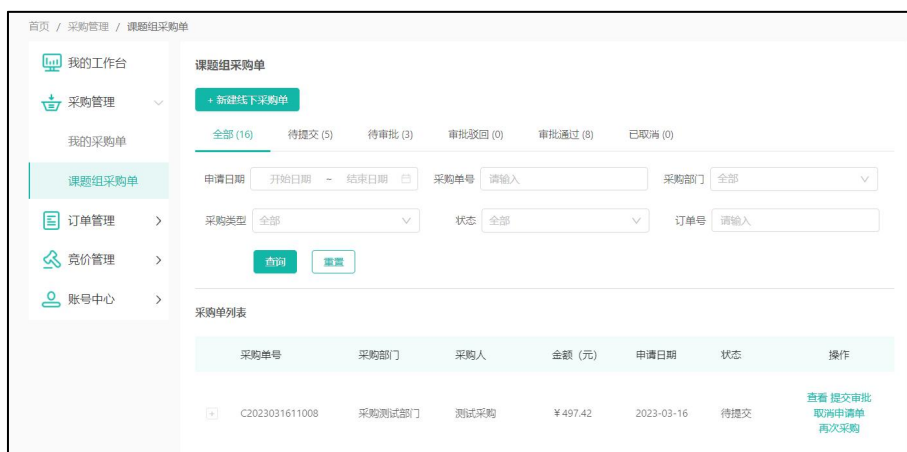 首页 / 采购管理 / 课题组采购单
我的工作台
采购管理
我的采购单
课题组采购单
订单管理
竞价管理
账号中心
课题组采购单
+ 新建线下采购单
全部 (16) 待提交 (5) 待审批 (3) 审批驳回 (0) 审批通过 (8) 已取消 (0)
申请日期 开始日期 ~ 结束日期 采购单号 请输入 采购部门 全部
采购类型 全部 状态 全部 订单号 请输入
查询 重置
采购单列表
采购单号 采购部门 采购人 金额（元） 申请日期 状态 操作
C2023031611008 采购测试部门 测试采购 ¥ 497.42 2023-03-16 待提交 查看 提交审批
取消申请单
再次采购